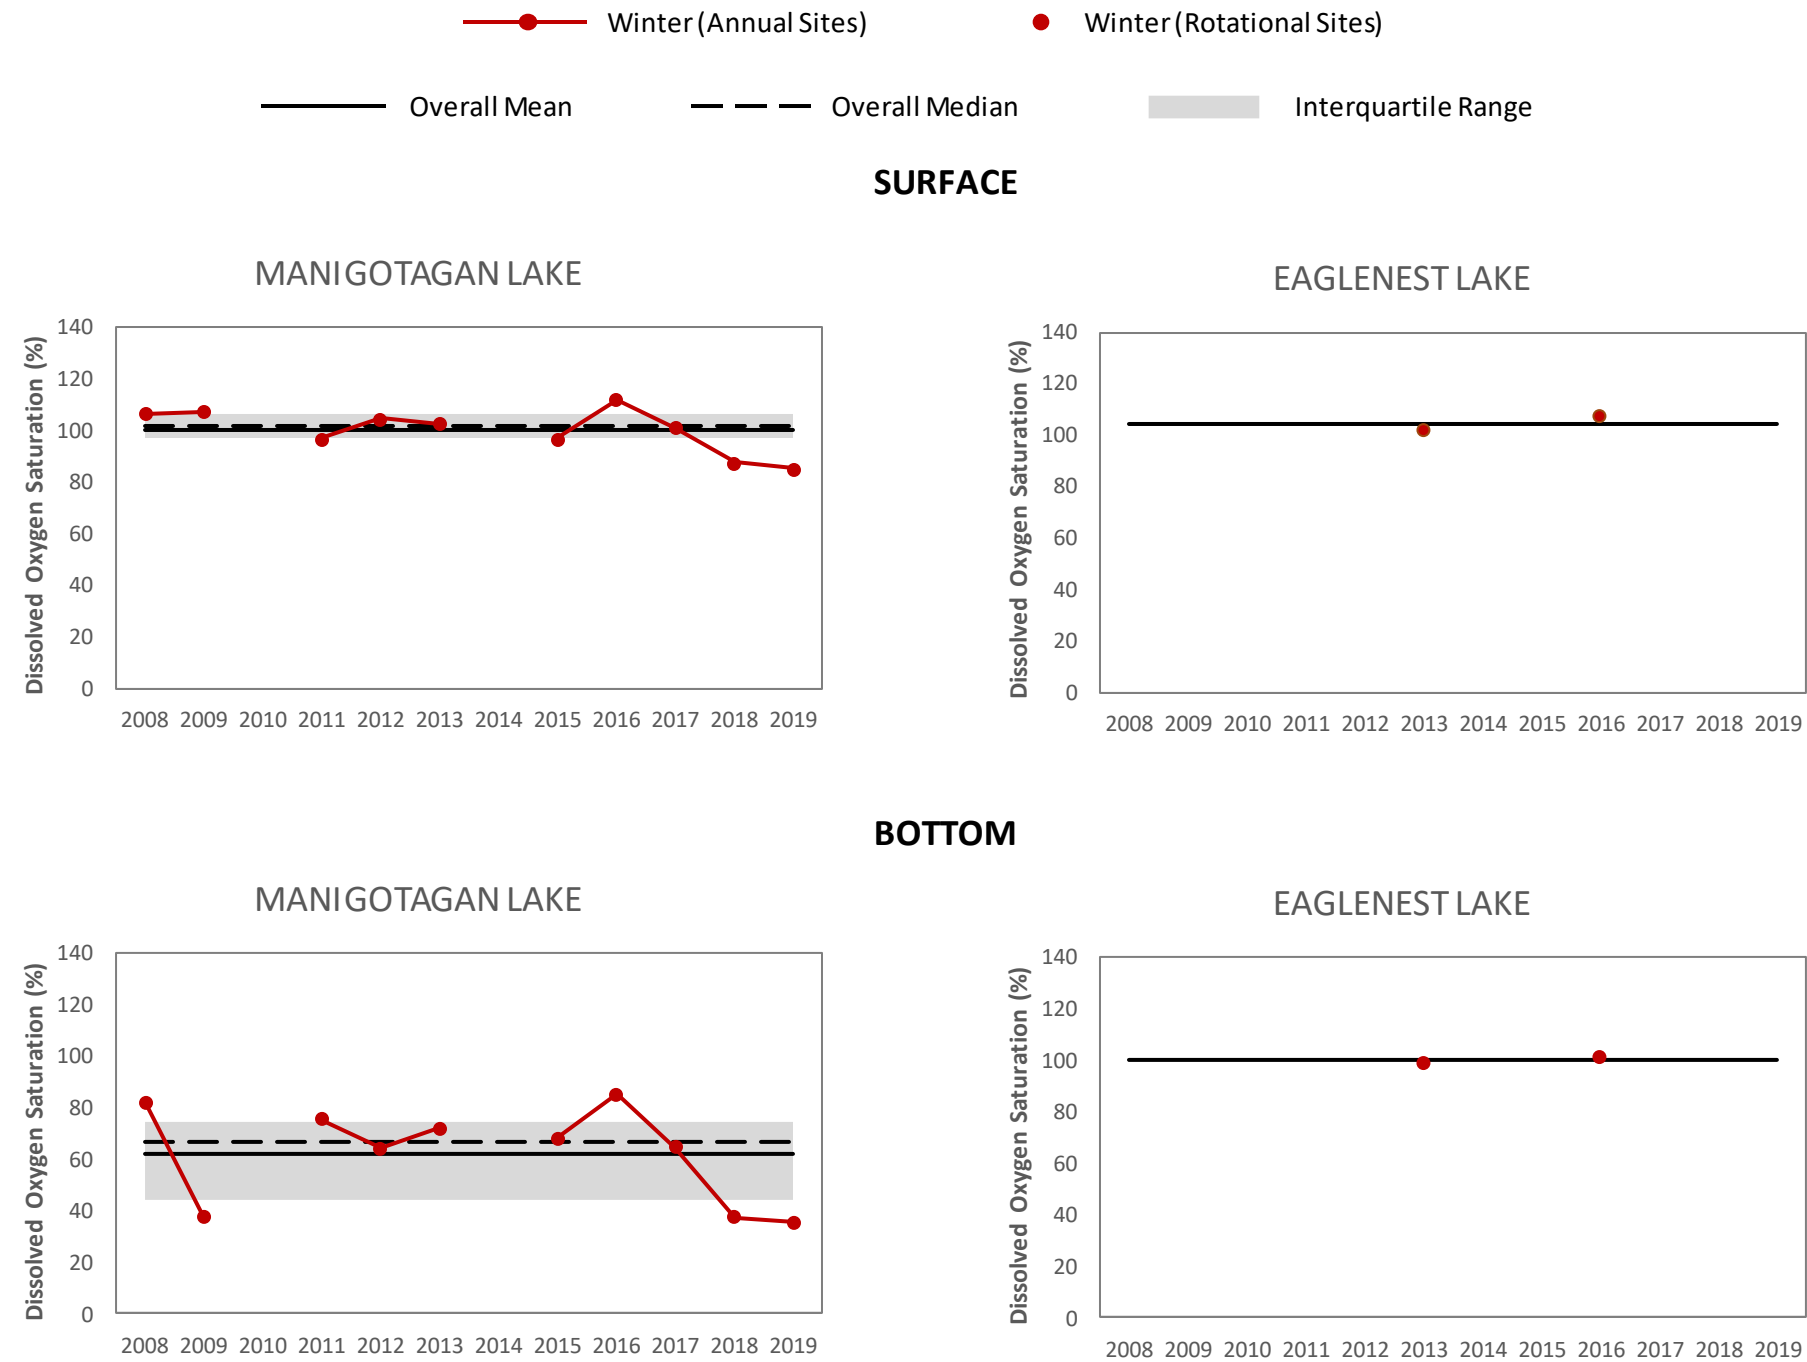 Winter (Annual Sites) Winter (Rotational Sites)
Overall Mean Overall Median Interquartile Range
SURFACE
MANIGOTAGAN LAKE
Dissolved Oxygen Saturation (%)
140
120
100
80
60
40
20
0
2008 2009 2010 2011 2012 2013 2014 2015 2016 2017 2018 2019
EAGLENEST LAKE
Dissolved Oxygen Saturation (%)
140
120
100
80
60
40
20
0
2008 2009 2010 2011 2012 2013 2014 2015 2016 2017 2018 2019
BOTTOM
MANIGOTAGAN LAKE
Dissolved Oxygen Saturation (%)
140
120
100
80
60
40
20
0
2008 2009 2010 2011 2012 2013 2014 2015 2016 2017 2018 2019
EAGLENEST LAKE
Dissolved Oxygen Saturation (%)
140
120
100
80
60
40
20
0
2008 2009 2010 2011 2012 2013 2014 2015 2016 2017 2018 2019